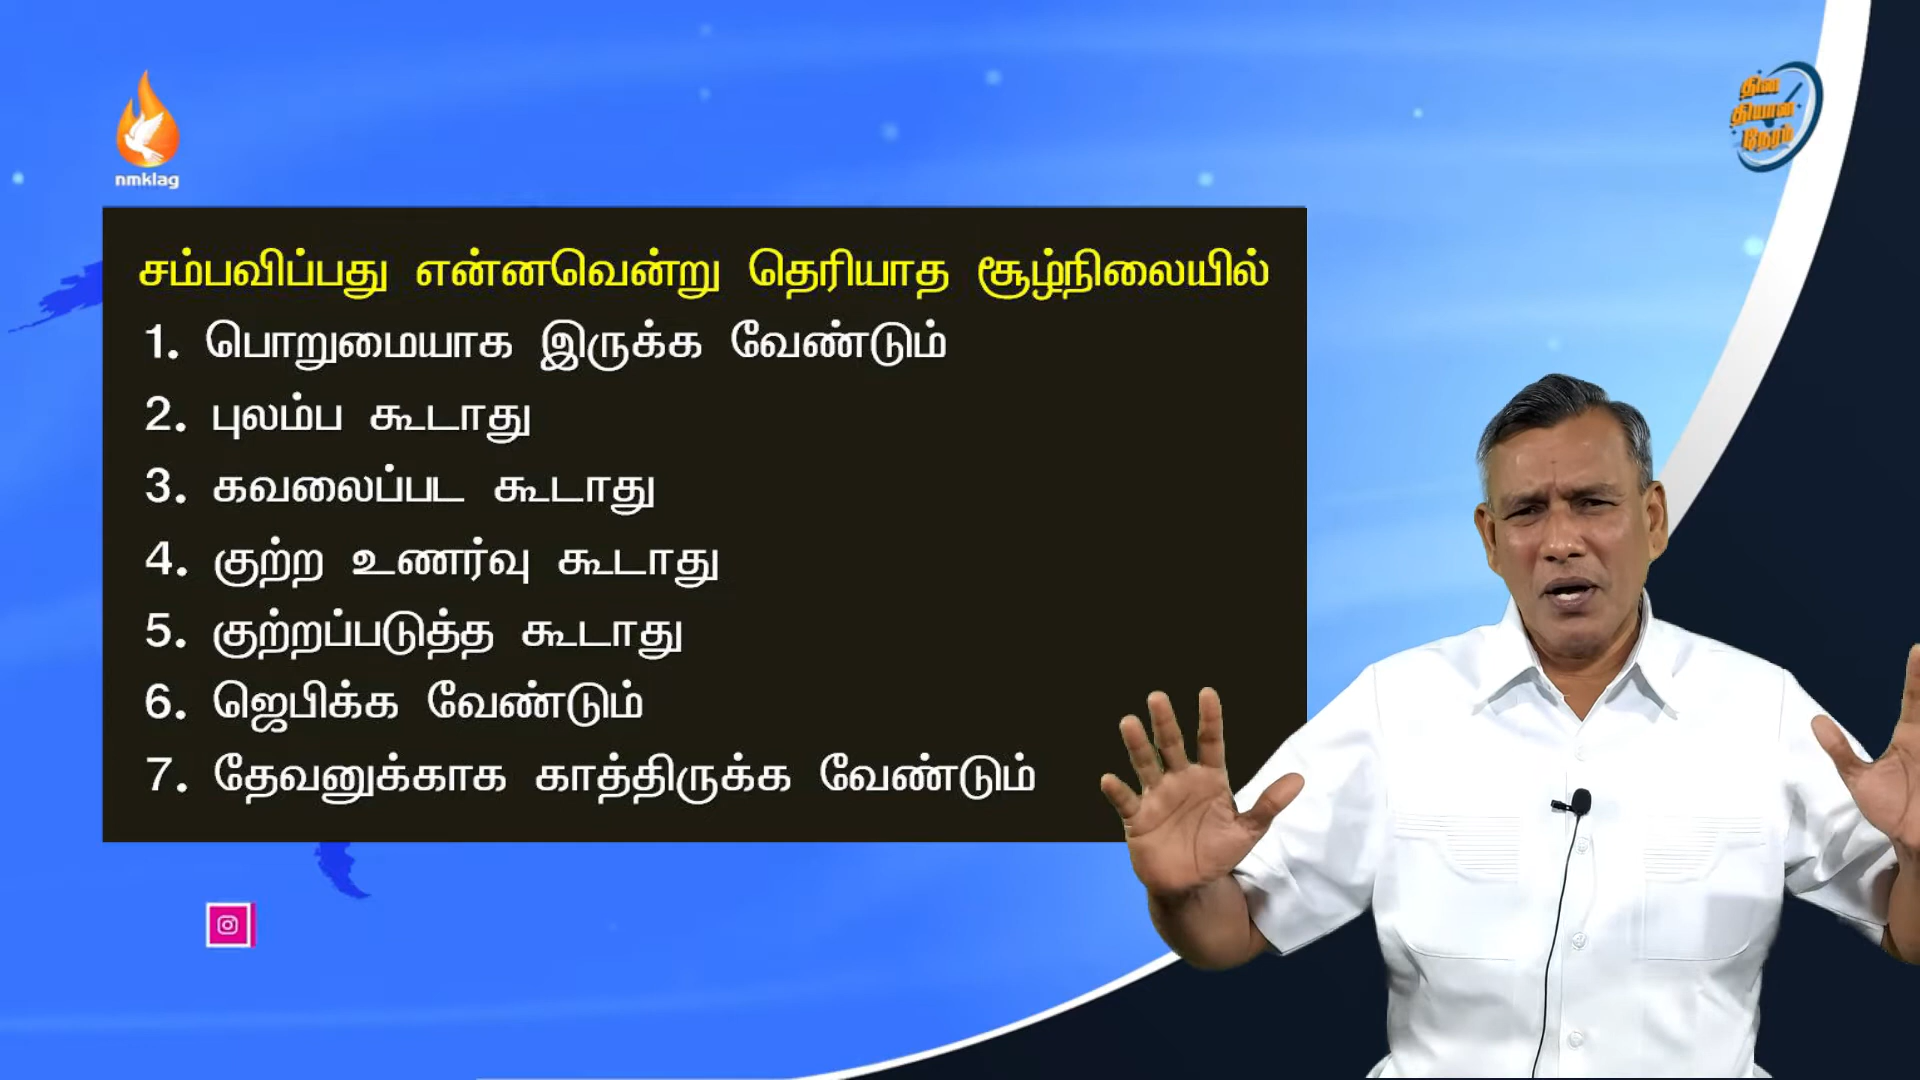 nmklag
தின
தியான
நேரம்
சம்பவிப்பது என்னவென்று தெரியாத சூழ்நிலையில்
1. பொறுமையாக இருக்க வேண்டும்
2. புலம்ப கூடாது
3. கவலைப்பட கூடாது
4. குற்ற உணர்வு கூடாது
5. குற்றப்படுத்த கூடாது
6. ஜெபிக்க வேண்டும்
7. தேவனுக்காக காத்திருக்க வேண்டும்